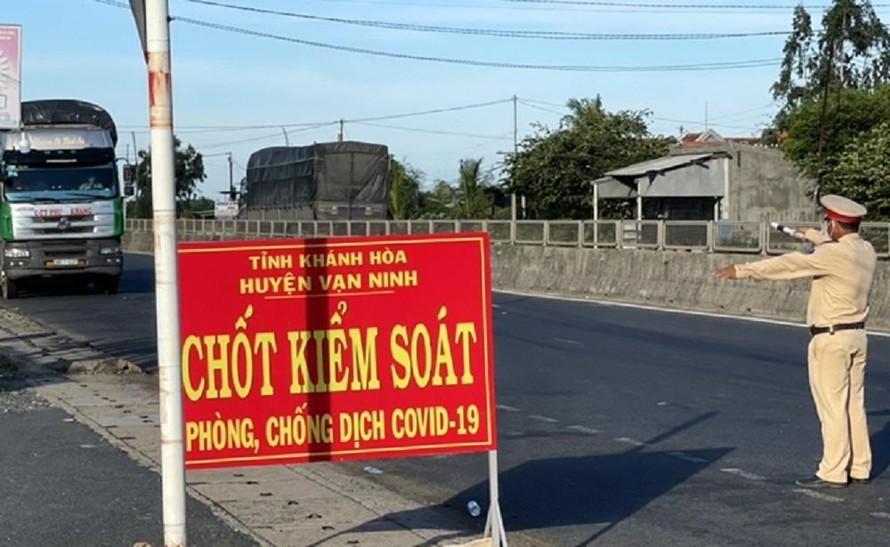 TỈNH KHÁNH HÒA
HUYỆN VẠN NINH
CHỐT KIỂM SOÁT
PHÒNG, CHỐNG DỊCH COVID-19